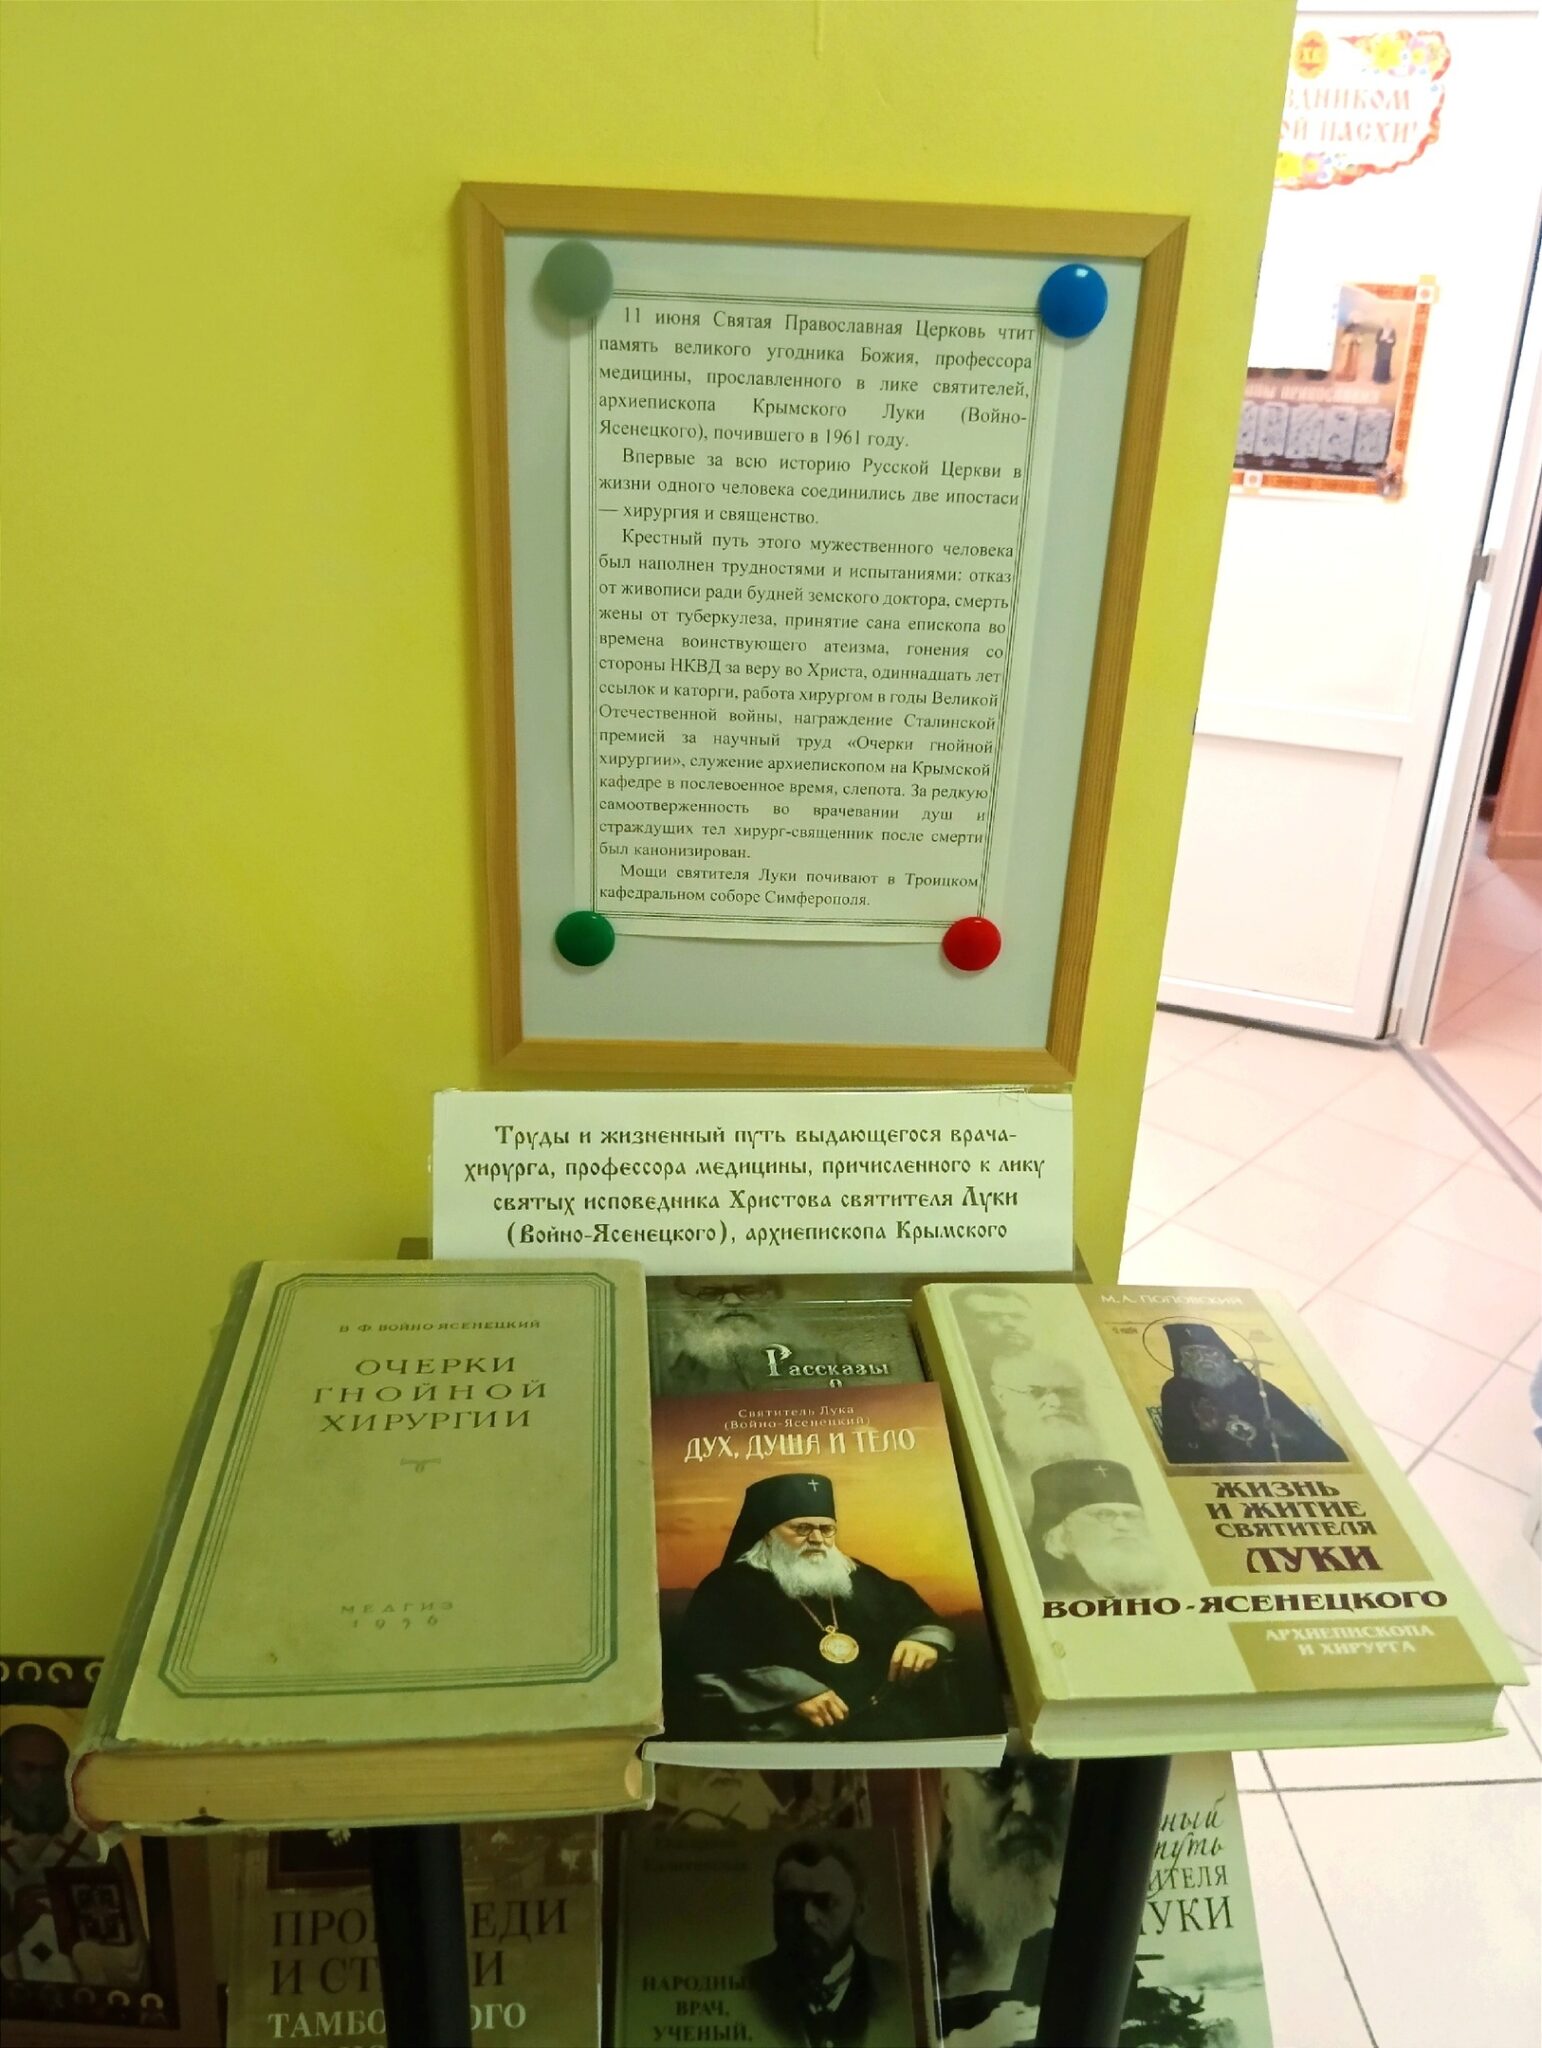 ХВ
ПАСХИ!
11 июня Святая Православная Церковь чтит
память великого угодника Божия, профессора
медицины, прославленного в лике святителей,
архиепископа Крымского Луки (Войно-
Ясенецкого), почившего в 1961 году.
Впервые за всю историю Русской Церкви в
жизни одного человека соединились две ипостаси
— хирургия и священство.
Крестный путь этого мужественного человека
был наполнен трудностями и испытаниями: отказ
от живописи ради будней земского доктора, смерть
жены от туберкулеза, принятие сана епископа во
времена воинствующего атеизма, гонения со
стороны НКВД за веру во Христа, одиннадцать лет
ссылок и каторги, работа хирургом в годы Великой
Отечественной войны, награждение Сталинской
премией за научный труд «Очерки гнойной
хирургии», служение архиепископом на Крымской
кафедре в послевоенное время, слепота. За редкую
самоотверженность во врачевании душ и
страждущих тел хирург-священник после смерти
был канонизирован.
Мощи святителя Луки почивают в Троицком
кафедральном соборе Симферополя.
Труды и жизненный путь выдающегося врача-
хирурга, профессора медицины, причисленного к лику
святых исповедника Христова святителя Луки
(Войно-Ясенецкого), архиепископа Крымского
В. Ф. ВОЙНО-ЯСЕНЕЦКИЙ
ОЧЕРКИ
ГНОЙНОЙ
ХИРУРГИИ
МЕДГИЗ
1956
Рассказы
о
Святитель Лука
(Войно-Ясенецкий)
ДУХ, ДУША И ТЕЛО
М.А. ПОПОВСКИЙ
ЖИЗНЬ
И ЖИТИЕ
СВЯТИТЕЛЯ
ЛУКИ
ВОЙНО-ЯСЕНЕЦКОГО
АРХИЕПИСКОПА
И ХИРУРГА
НАРОДНЫЙ
ВРАЧ,
УЧЕНЫЙ,
путь